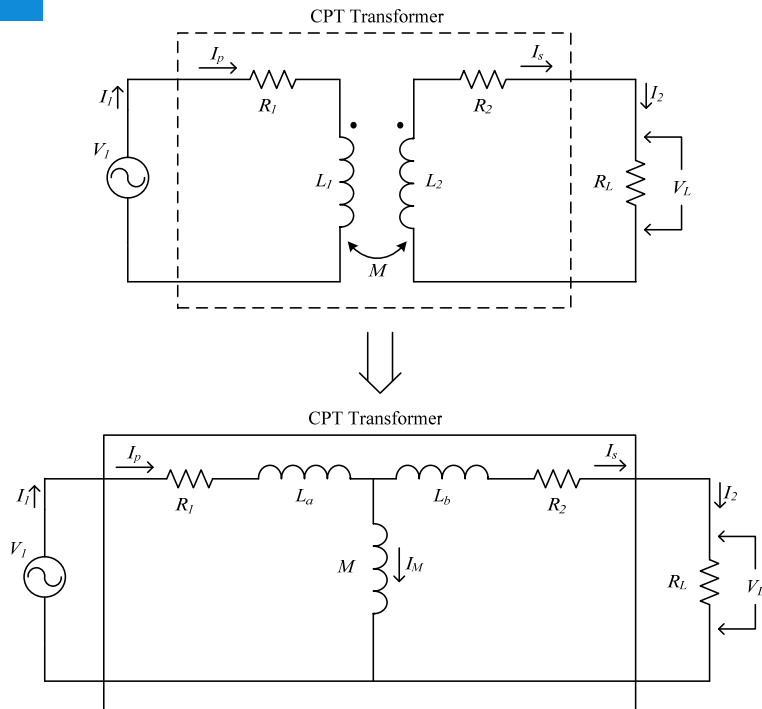 CPT Transformer
I_p
I_s
I_1
R_1
R_2
I_2
V_1
L_1
L_2
R_L
V_L
M
CPT Transformer
I_p
I_s
I_1
R_1
L_a
L_b
R_2
I_2
V_1
M
I_M
R_L
V_L